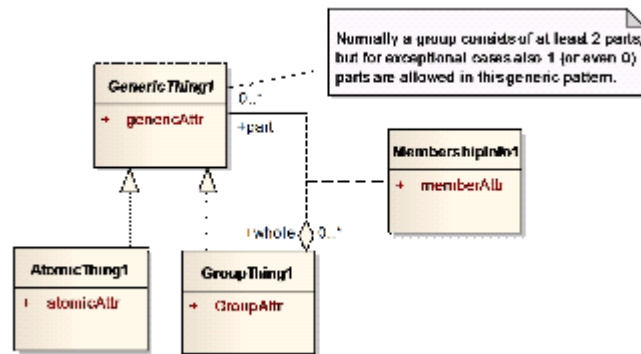 Normally a group consists of at least 2 parts,
but for exceptional cases also 1 (or even 0)
parts are allowed in this generic pattern.
GenericThing1
+ genericAttr
0..*
+part
MembershipInfo1
+ memberAttr
+whole
0..*
AtomicThing1
+ atomicAttr
GroupThing1
+ GroupAttr